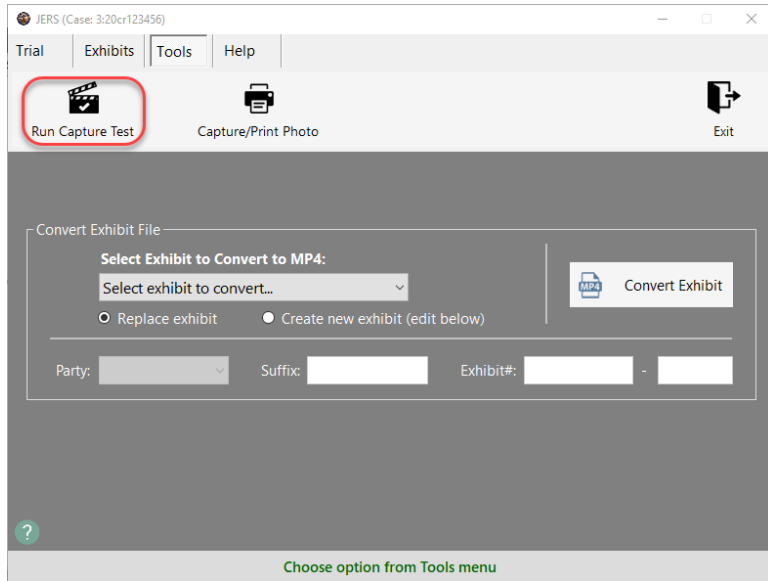 JERS (Case: 3:20cr123456)
Trial Exhibits Tools Help
Run Capture Test Capture/Print Photo Exit
Convert Exhibit File
Select Exhibit to Convert to MP4:
Select exhibit to convert...
MP4 Convert Exhibit
Replace exhibit Create new exhibit (edit below)
Party: Suffix: Exhibit#: -
?
Choose option from Tools menu